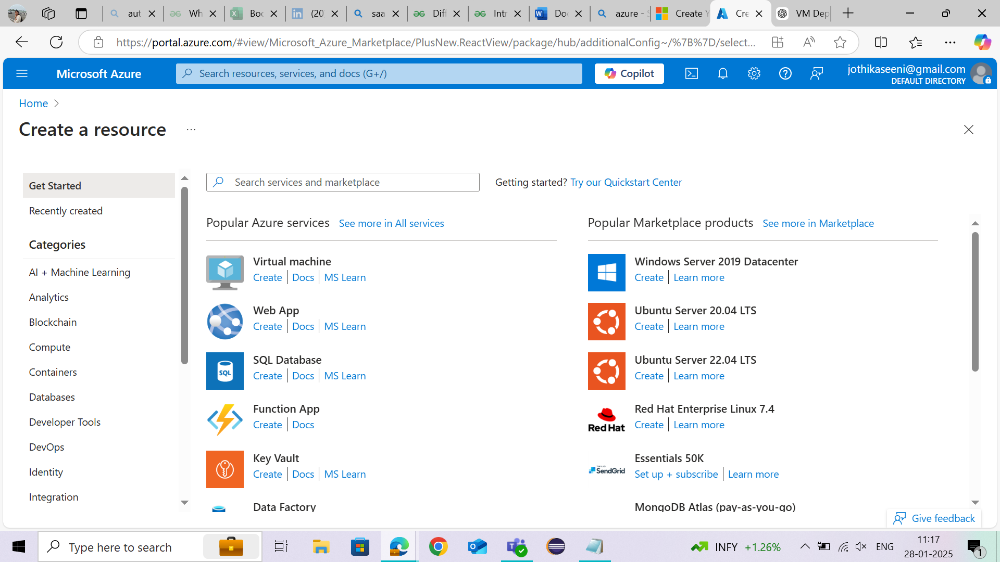 aut
Wh
Boc
(20
saa
Diff
Intr
Do
azure - S
Create Y
Cre
VM Dep
https://portal.azure.com/#view/Microsoft_Azure_Marketplace/PlusNew.ReactView/package/hub/additionalConfig~/%7B%7D/select...
Microsoft Azure
Search resources, services, and docs (G+/)
Copilot
jothikaseeni@gmail.com
DEFAULT DIRECTORY
Home
Create a resource
...
Get Started
Recently created
Categories
AI + Machine Learning
Analytics
Blockchain
Compute
Containers
Databases
Developer Tools
DevOps
Identity
Integration
Search services and marketplace
Getting started? Try our Quickstart Center
Popular Azure services See more in All services
Virtual machine
Create | Docs | MS Learn
Web App
Create | Docs | MS Learn
SQL
SQL Database
Create | Docs | MS Learn
Function App
Create | Docs
Key Vault
Create | Docs | MS Learn
Data Factory
Popular Marketplace products See more in Marketplace
Windows Server 2019 Datacenter
Create | Learn more
Ubuntu Server 20.04 LTS
Create | Learn more
Ubuntu Server 22.04 LTS
Create | Learn more
Red Hat
Red Hat Enterprise Linux 7.4
Create | Learn more
SendGrid
Essentials 50K
Set up + subscribe | Learn more
MongoDB Atlas (pay-as-you-go)
Give feedback
Type here to search
INFY +1.26%
ENG
11:17
28-01-2025
1